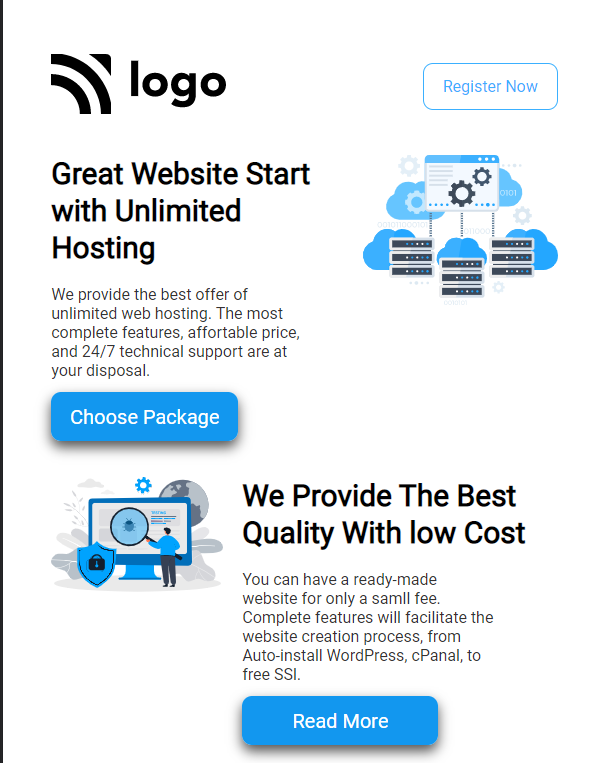 logo
Register Now
Great Website Start
with Unlimited
Hosting
0101
We provide the best offer of
unlimited web hosting. The most
complete features, affortable price,
and 24/7 technical support are at
your disposal.
Choose Package
TESTING
We Provide The Best
Quality With low Cost
You can have a ready-made
website for only a samll fee.
Complete features will facilitate the
website creation process, from
Auto-install WordPress, cPanal, to
free SSl.
Read More